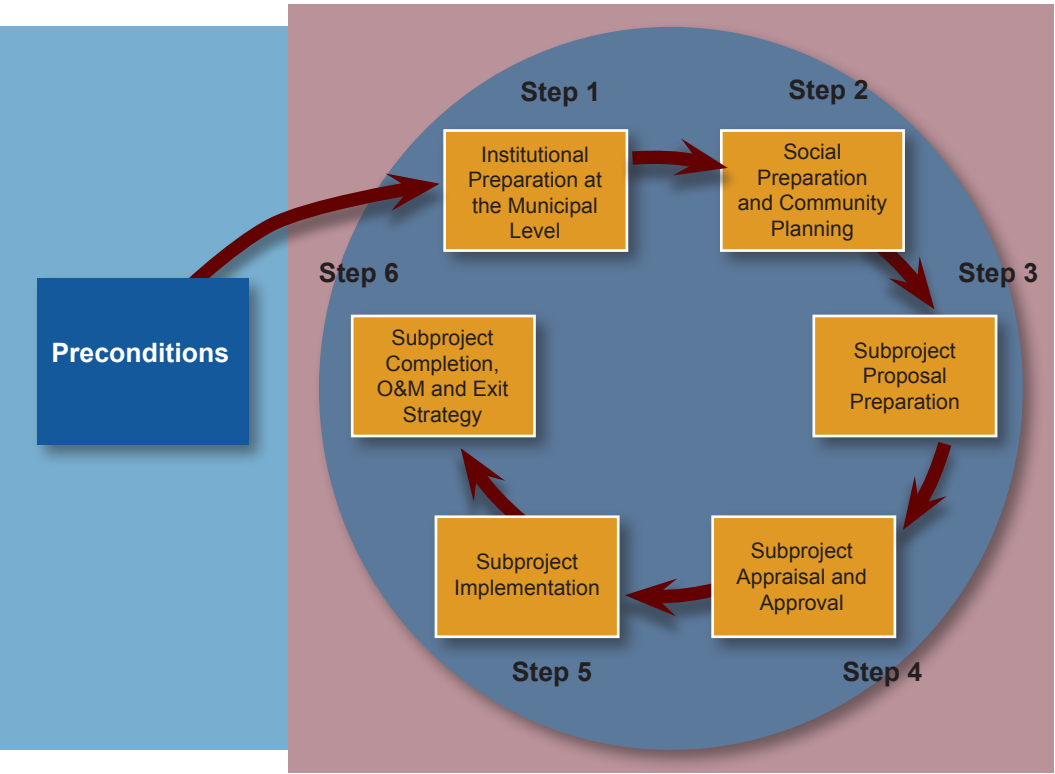 Preconditions
Step 1
Institutional
Preparation at
the Municipal
Level
Step 2
Social
Preparation
and Community
Planning
Step 3
Subproject
Proposal
Preparation
Step 4
Subproject
Appraisal and
Approval
Step 5
Subproject
Implementation
Step 6
Subproject
Completion,
O&M and Exit
Strategy